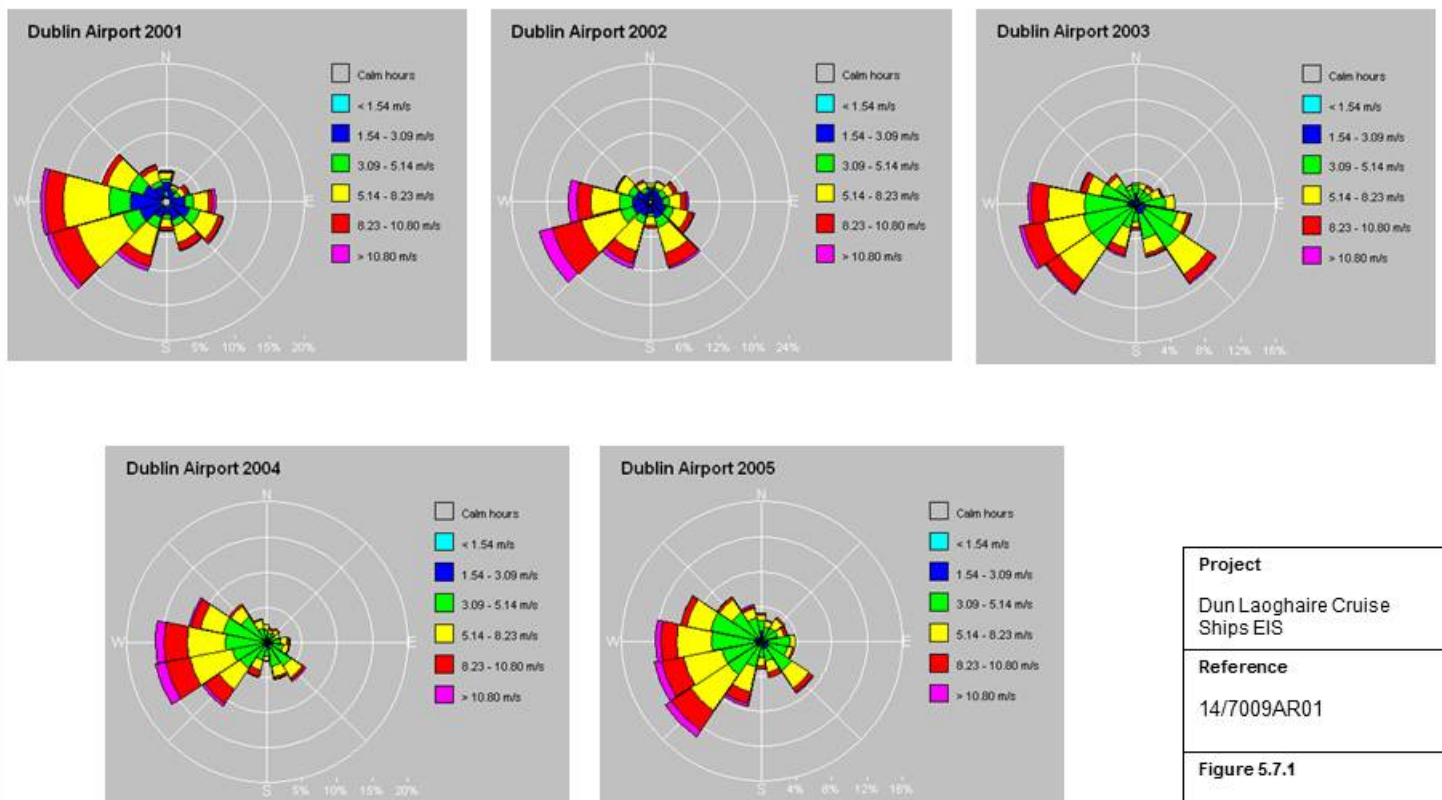 Dublin Airport 2001
N
W
E
S
5% 10% 15% 20%
Calm hours
< 1.54 m/s
1.54 - 3.09 m/s
3.09 - 5.14 m/s
5.14 - 8.23 m/s
8.23 - 10.80 m/s
> 10.80 m/s
Dublin Airport 2002
N
W
E
S
6% 12% 18% 24%
Calm hours
< 1.54 m/s
1.54 - 3.09 m/s
3.09 - 5.14 m/s
5.14 - 8.23 m/s
8.23 - 10.80 m/s
> 10.80 m/s
Dublin Airport 2003
N
W
E
S
4% 8% 12% 16%
Calm hours
< 1.54 m/s
1.54 - 3.09 m/s
3.09 - 5.14 m/s
5.14 - 8.23 m/s
8.23 - 10.80 m/s
> 10.80 m/s
Dublin Airport 2004
N
W
E
S
5% 10% 15% 20%
Calm hours
< 1.54 m/s
1.54 - 3.09 m/s
3.09 - 5.14 m/s
5.14 - 8.23 m/s
8.23 - 10.80 m/s
> 10.80 m/s
Dublin Airport 2005
N
W
E
S
4% 8% 12% 16%
Calm hours
< 1.54 m/s
1.54 - 3.09 m/s
3.09 - 5.14 m/s
5.14 - 8.23 m/s
8.23 - 10.80 m/s
> 10.80 m/s
Project
Dun Laoghaire Cruise
Ships EIS
Reference
14/7009AR01
Figure 5.7.1